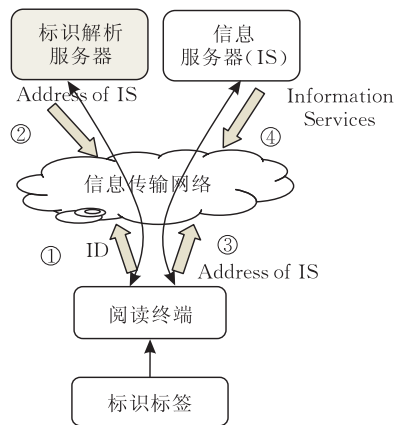 标识解析
服务器
信息
服务器(IS)
Address of IS
Information
Services
②
④
信息传输网络
①
ID
③
Address of IS
阅读终端
标识标签